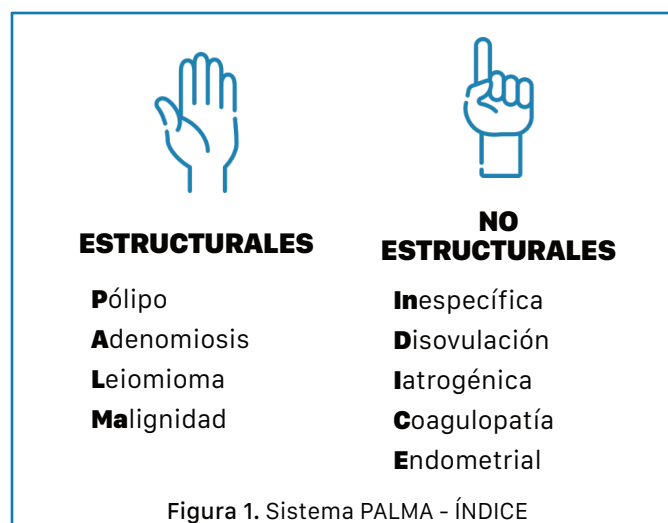 ESTRUCTURALES
Pólipo
Adenomiosis
Leiomioma
Malignidad
NO
ESTRUCTURALES
Inespecífica
Disovulación
Iatrogénica
Coagulopatía
Endometrial
Figura 1. Sistema PALMA - ÍNDICE